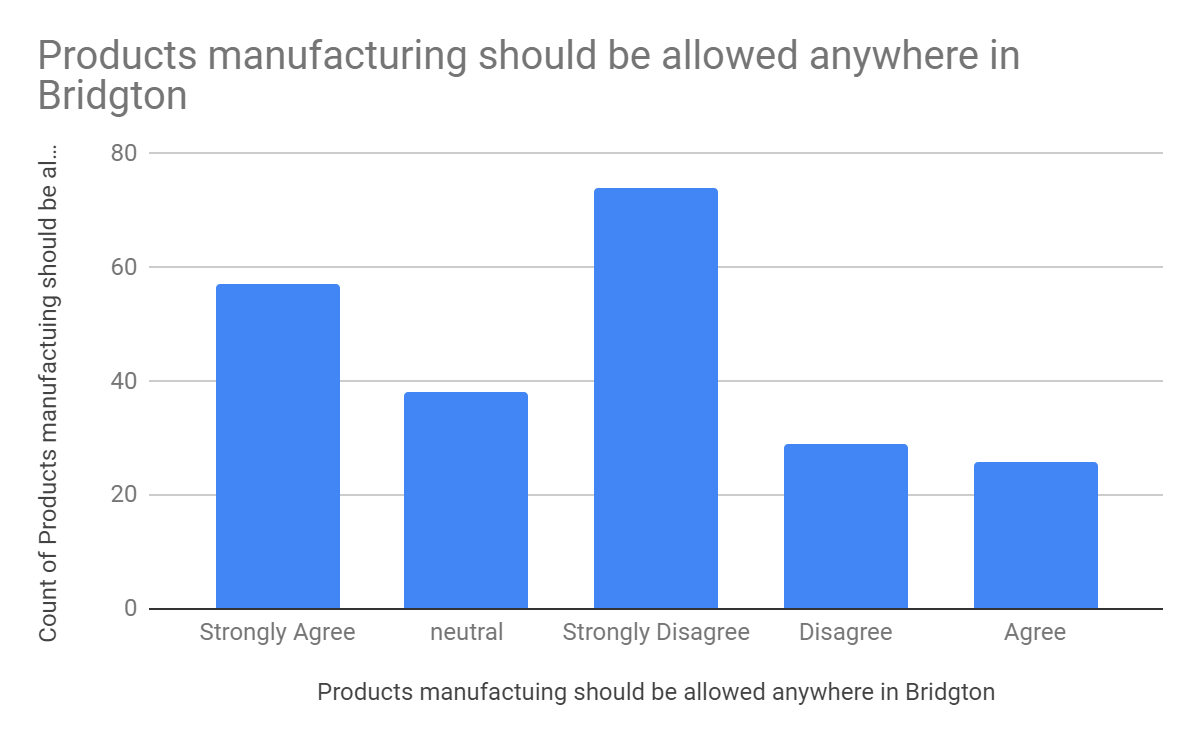 Products manufacturing should be allowed anywhere in
Bridgton
Count of Products manufactuing should be al...
80
60
40
20
0
Strongly Agree
neutral
Strongly Disagree
Disagree
Agree
Products manufactuing should be allowed anywhere in Bridgton